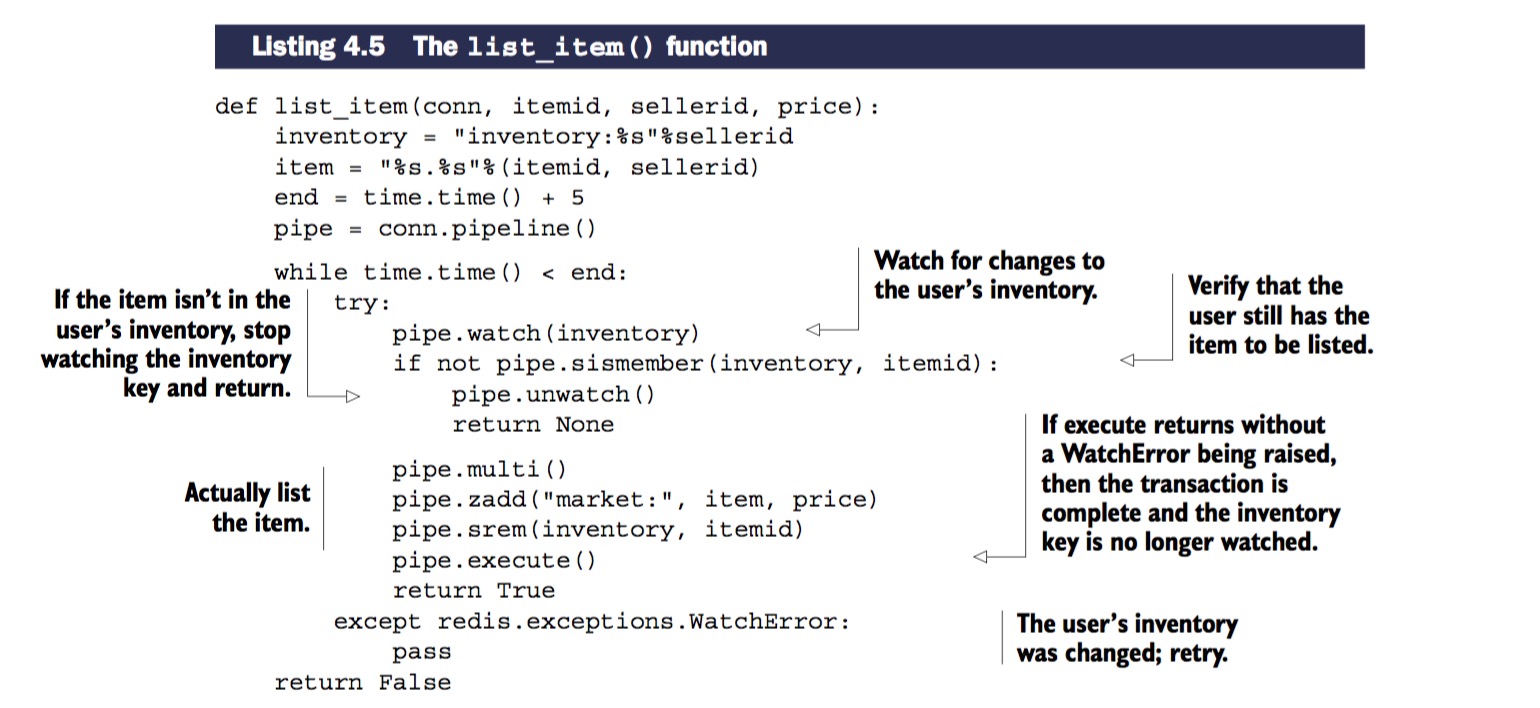 Listing 4.5 The list_item() function
def list_item(conn, itemid, sellerid, price):
    inventory = "inventory:%s"%sellerid
    item = "%s.%s"%(itemid, sellerid)
    end = time.time() + 5
    pipe = conn.pipeline()
    while time.time() < end:
        try:
            pipe.watch(inventory)
            if not pipe.sismember(inventory, itemid):
                pipe.unwatch()
                return None
            pipe.multi()
            pipe.zadd("market:", item, price)
            pipe.srem(inventory, itemid)
            pipe.execute()
            return True
        except redis.exceptions.WatchError:
            pass
    return False
Watch for changes to
the user's inventory.
Verify that the
user still has the
item to be listed.
If the item isn't in the
user's inventory, stop
watching the inventory
key and return.
Actually list
the item.
If execute returns without
a WatchError being raised,
then the transaction is
complete and the inventory
key is no longer watched.
The user's inventory
was changed; retry.